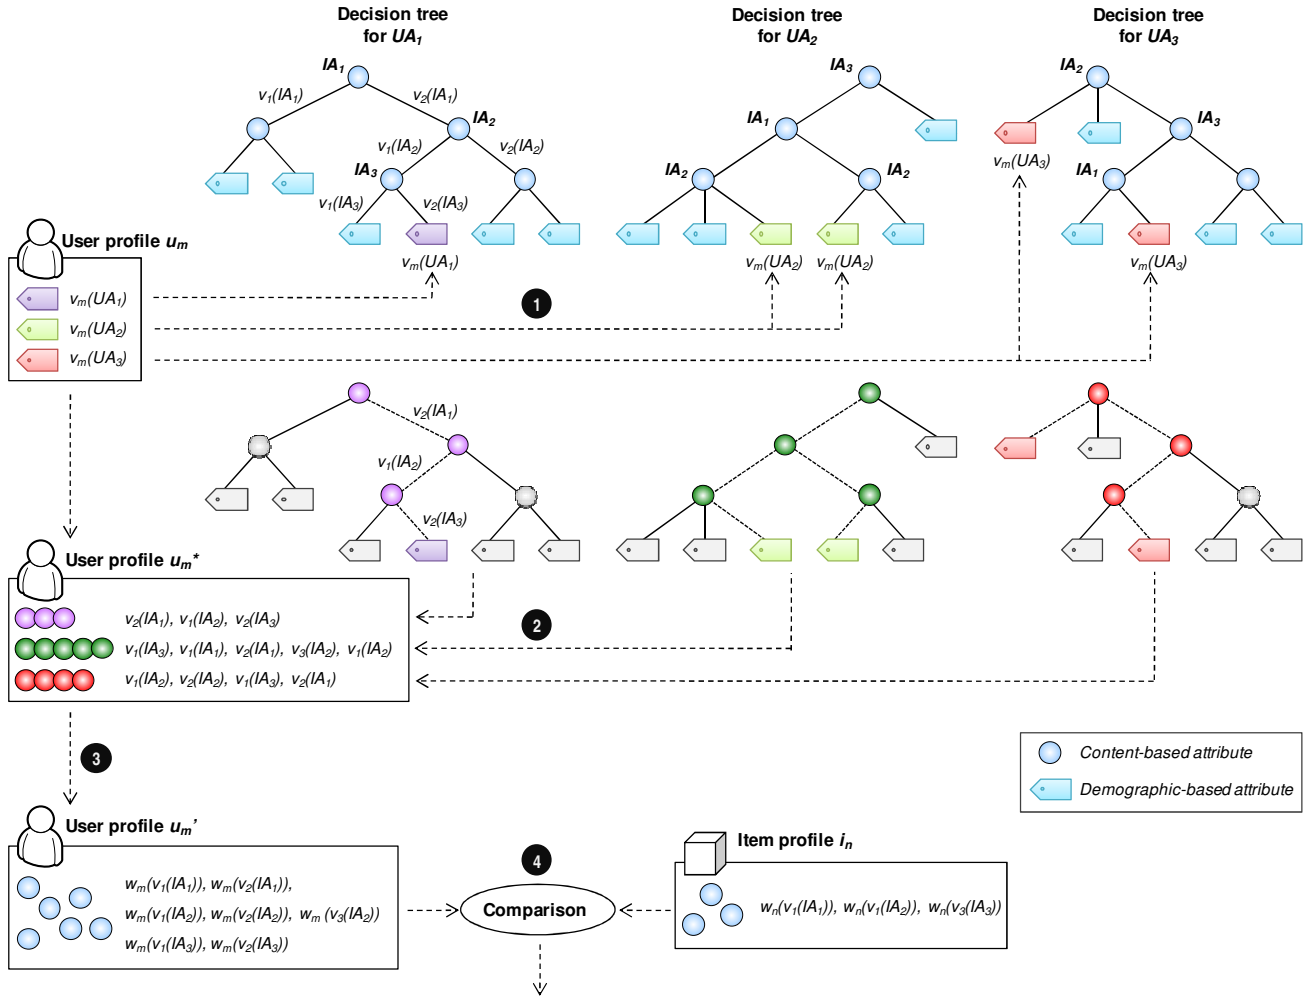 Decision tree
for UA1
Decision tree
for UA2
Decision tree
for UA3
IA1
v1(IA1)
v2(IA1)
IA2
v1(IA2)
v2(IA2)
IA3
v1(IA3)
v2(IA3)
vm(UA1)
IA3
IA1
IA2
IA2
vm(UA2)
vm(UA2)
IA2
IA3
vm(UA3)
IA1
vm(UA3)
User profile um
vm(UA1)
vm(UA2)
vm(UA3)
1
v2(IA1)
v1(IA2)
v2(IA3)
User profile um*
v2(IA1), v1(IA2), v2(IA3)
v1(IA3), v1(IA1), v2(IA1), v3(IA2), v1(IA2)
v1(IA2), v2(IA2), v1(IA3), v2(IA1)
2
3
Content-based attribute
Demographic-based attribute
User profile um’
wm(v1(IA1)), wm(v2(IA1)),
wm(v1(IA2)), wm(v2(IA2)), wm (v3(IA2))
wm(v1(IA3)), wm(v2(IA3))
4
Comparison
Item profile in
wn(v1(IA1)), wn(v1(IA2)), wn(v3(IA3))